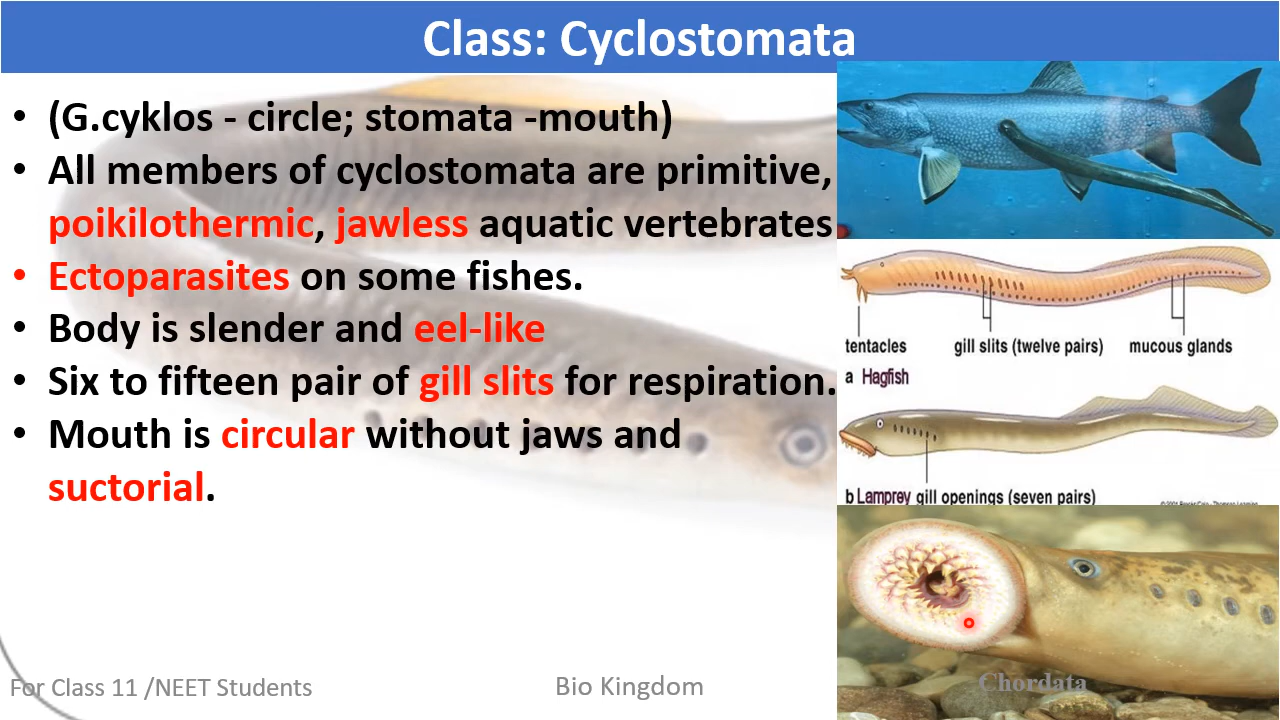 Class: Cyclostomata
• (G.cyklos - circle; stomata -mouth)
• All members of cyclostomata are primitive,
poikilothermic, jawless aquatic vertebrates
• Ectoparasites on some fishes.
• Body is slender and eel-like
• Six to fifteen pair of gill slits for respiration.
• Mouth is circular without jaws and
suctorial.
tentacles gill slits (twelve pairs) mucous glands
a Hagfish
b Lamprey gill openings (seven pairs)
For Class 11 /NEET Students
Bio Kingdom
Chordata